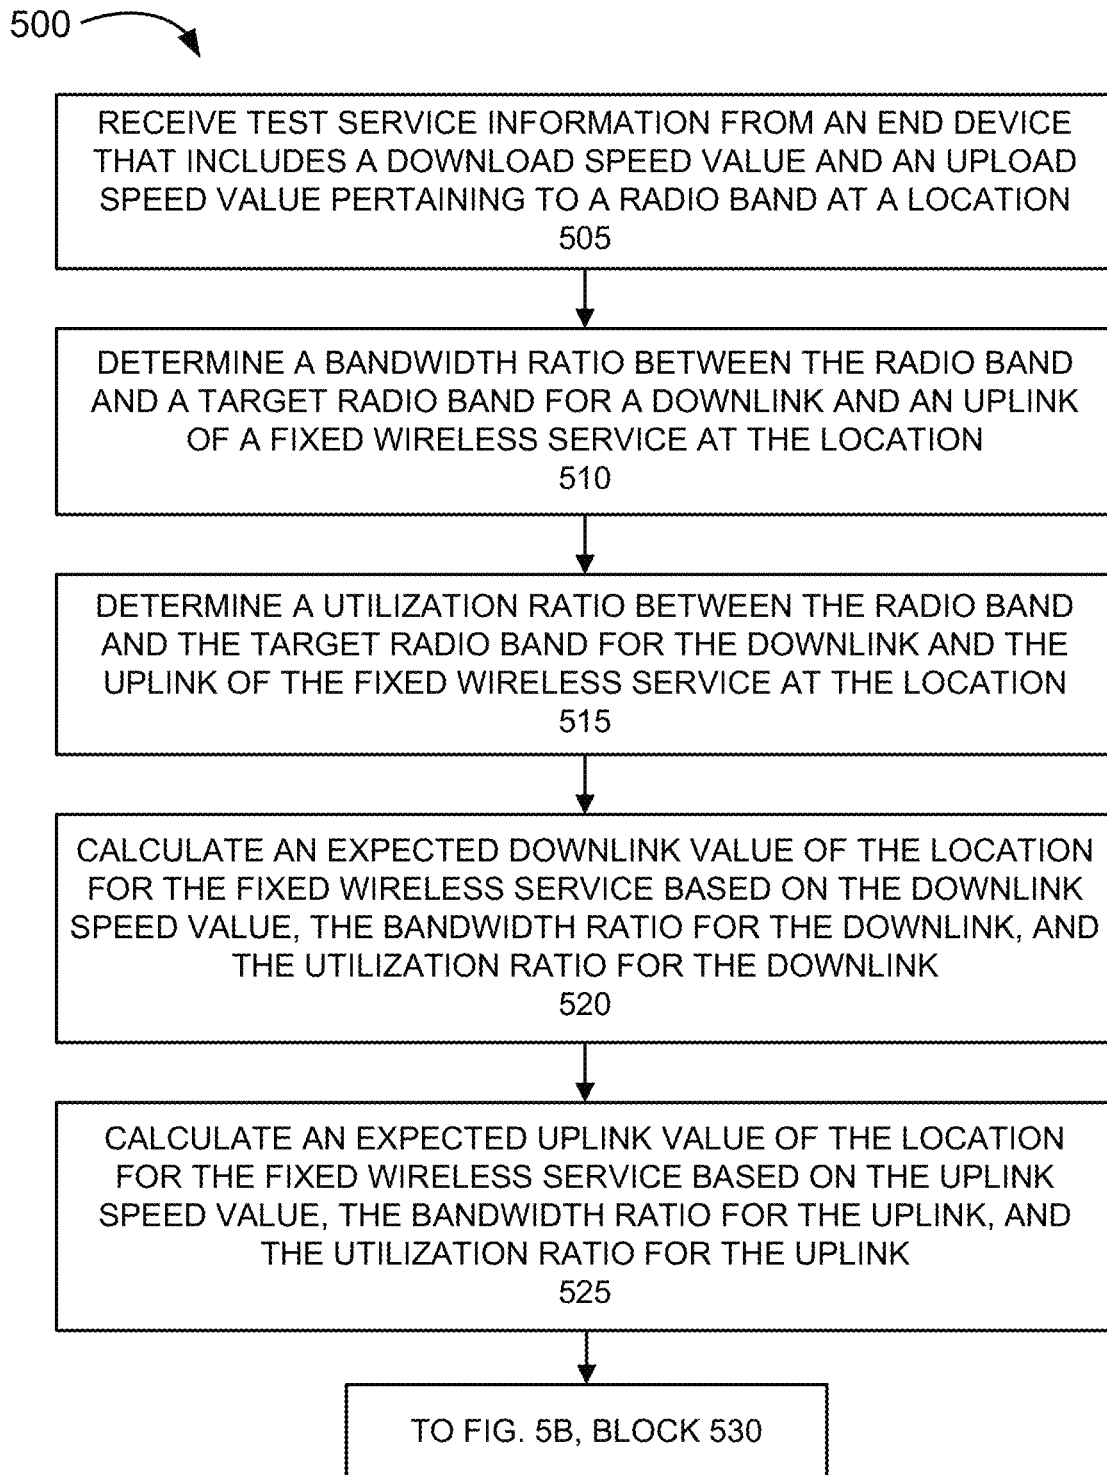 500
RECEIVE TEST SERVICE INFORMATION FROM AN END DEVICE
THAT INCLUDES A DOWNLOAD SPEED VALUE AND AN UPLOAD
SPEED VALUE PERTAINING TO A RADIO BAND AT A LOCATION
505
DETERMINE A BANDWIDTH RATIO BETWEEN THE RADIO BAND
AND A TARGET RADIO BAND FOR A DOWNLINK AND AN UPLINK
OF A FIXED WIRELESS SERVICE AT THE LOCATION
510
DETERMINE A UTILIZATION RATIO BETWEEN THE RADIO BAND
AND THE TARGET RADIO BAND FOR THE DOWNLINK AND THE
UPLINK OF THE FIXED WIRELESS SERVICE AT THE LOCATION
515
CALCULATE AN EXPECTED DOWNLINK VALUE OF THE LOCATION
FOR THE FIXED WIRELESS SERVICE BASED ON THE DOWNLINK
SPEED VALUE, THE BANDWIDTH RATIO FOR THE DOWNLINK, AND
THE UTILIZATION RATIO FOR THE DOWNLINK
520
CALCULATE AN EXPECTED UPLINK VALUE OF THE LOCATION
FOR THE FIXED WIRELESS SERVICE BASED ON THE UPLINK
SPEED VALUE, THE BANDWIDTH RATIO FOR THE UPLINK, AND
THE UTILIZATION RATIO FOR THE UPLINK
525
TO FIG. 5B, BLOCK 530